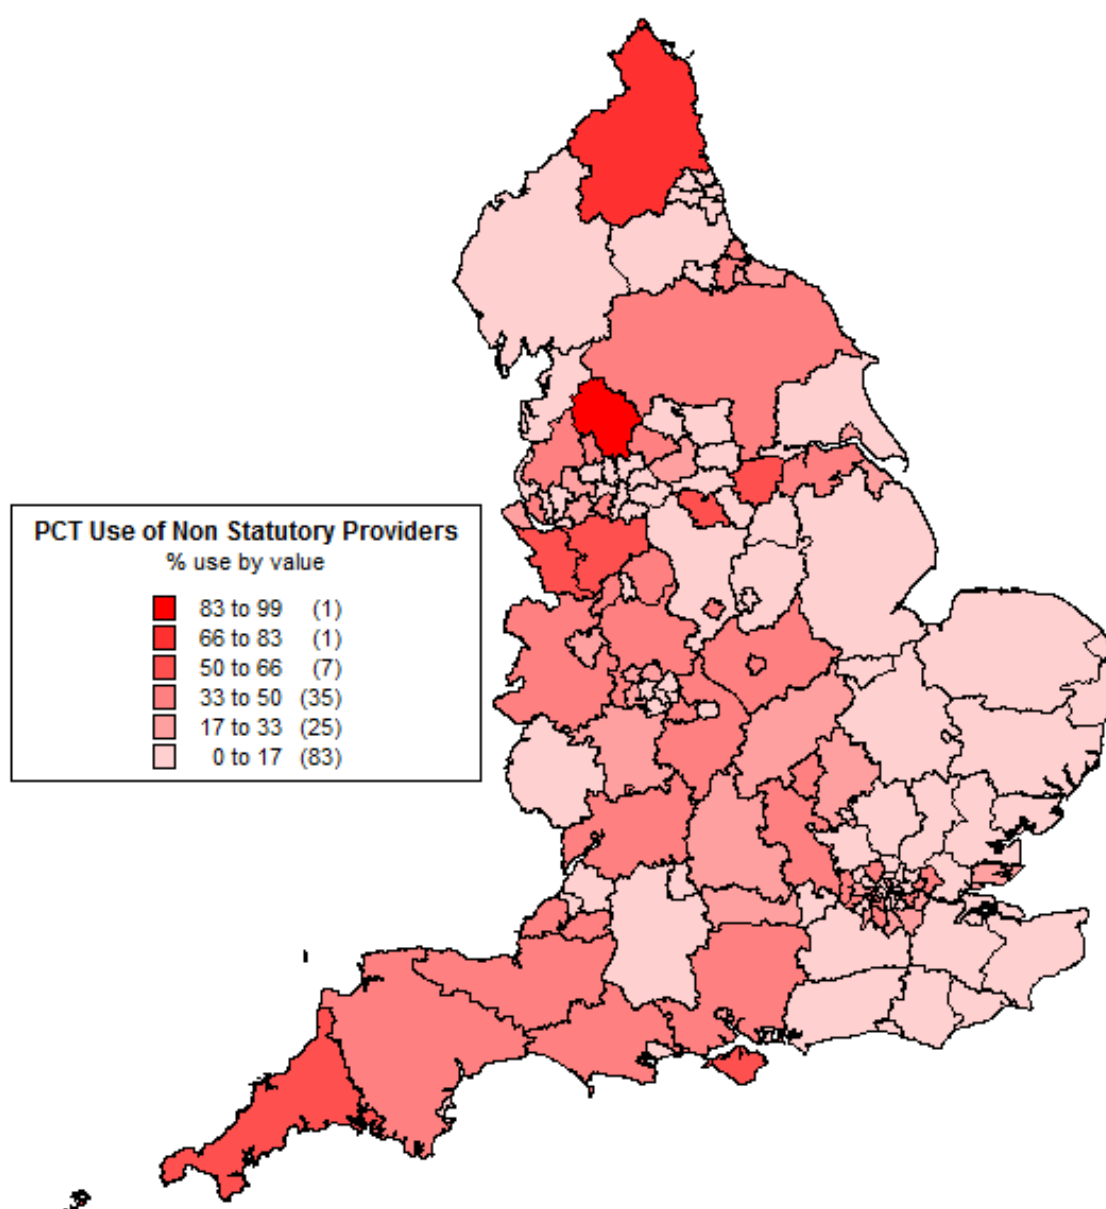 PCT Use of Non Statutory Providers
% use by value
83 to 99 (1)
66 to 83 (1)
50 to 66 (7)
33 to 50 (35)
17 to 33 (25)
0 to 17 (83)